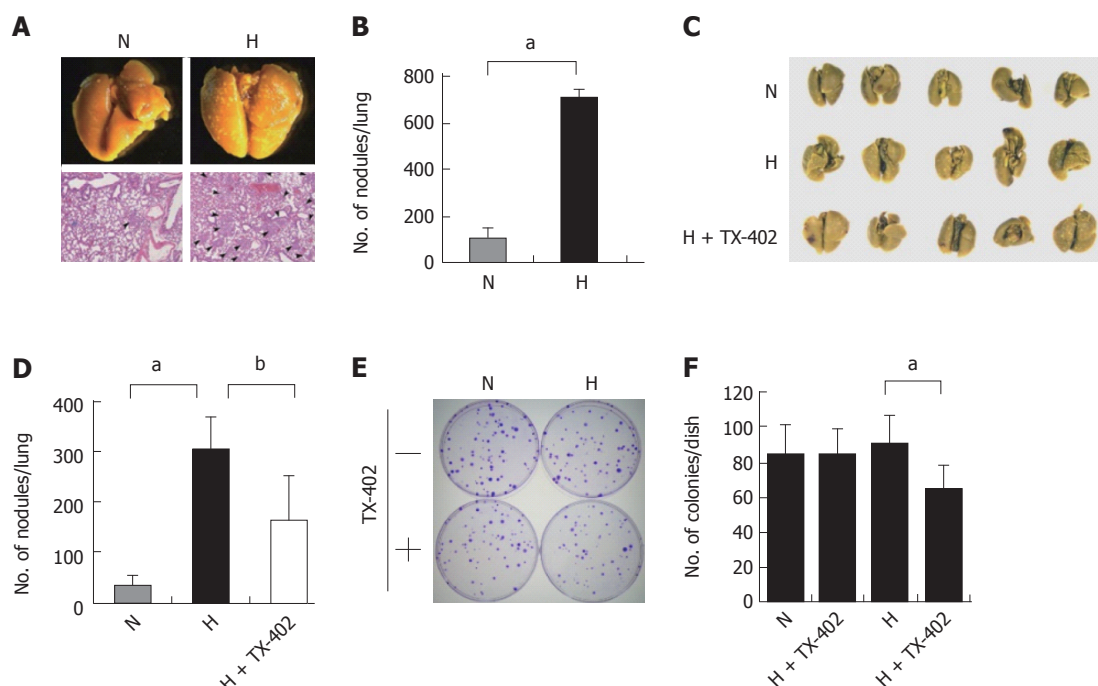 A
N H
B
a
No. of nodules/lung
800
600
400
200
0
N H
C
N
H
H + TX-402
D
a b
No. of nodules/lung
400
300
200
100
0
N
H
H + TX-402
E
N H
TX-402
−
+
F
a
No. of colonies/dish
120
100
80
60
40
20
0
N
H + TX-402
H
H + TX-402